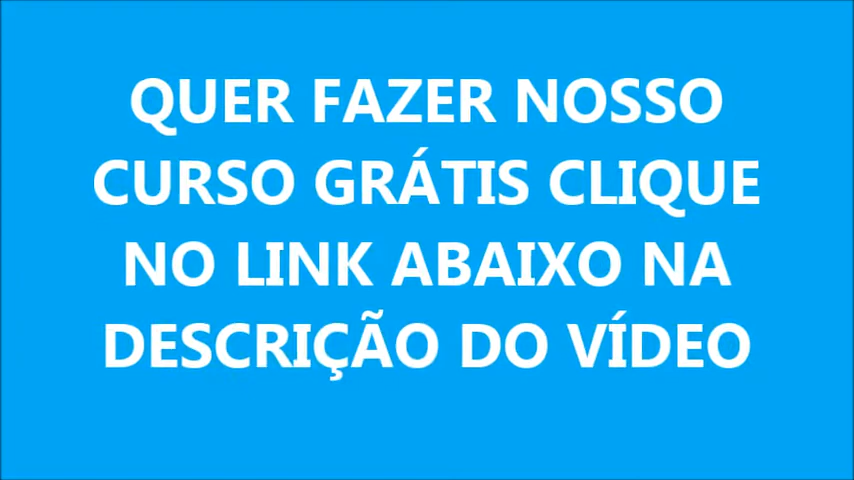 QUER FAZER NOSSO
CURSO GRÁTIS CLIQUE
NO LINK ABAIXO NA
DESCRIÇÃO DO VÍDEO